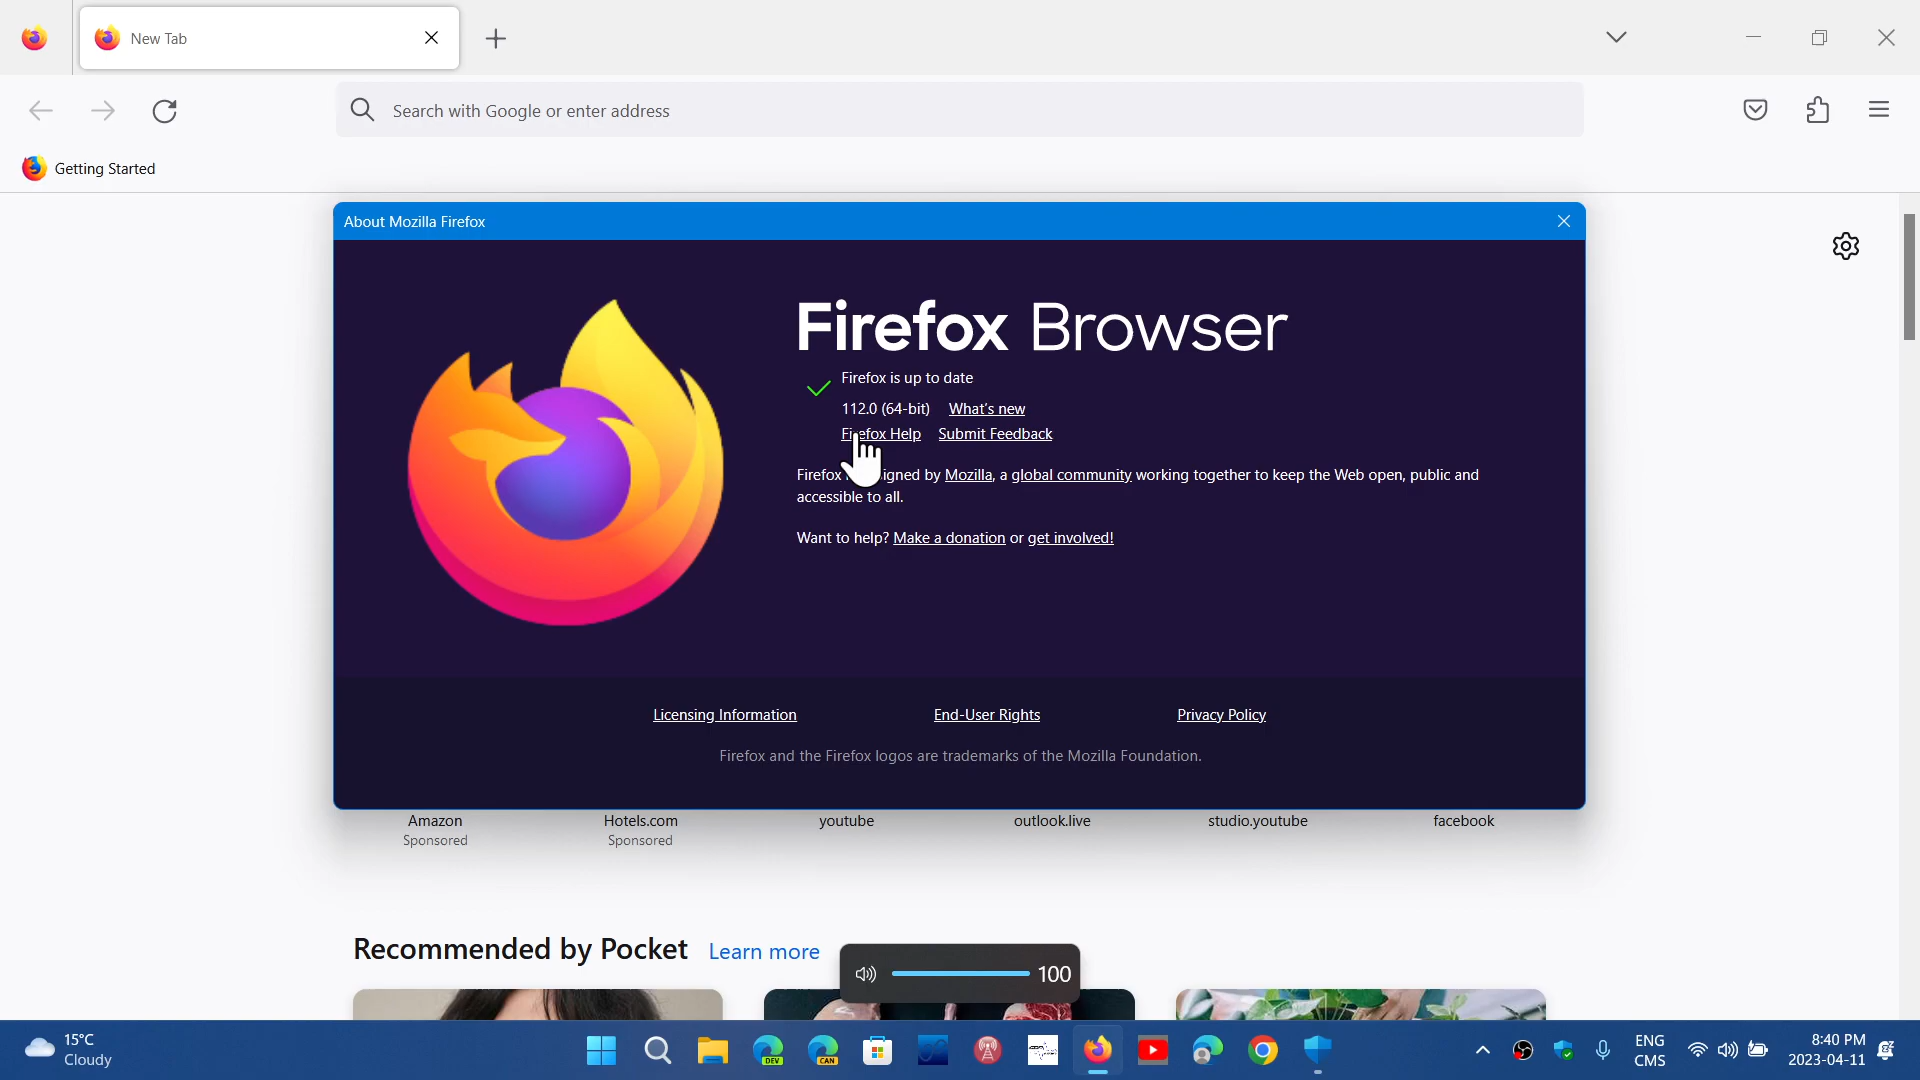 New Tab
Search with Google or enter address
Getting Started
About Mozilla Firefox
Firefox Browser
Firefox is up to date
112.0 (64-bit) What's new
Firefox Help Submit Feedback
Firefox by Mozilla, a global community working together to keep the Web open, public and
accessible to all.
Want to help? Make a donation or get involved!
Licensing Information End-User Rights Privacy Policy
Firefox and the Firefox logos are trademarks of the Mozilla Foundation.
Amazon Hotels.com youtube outlook.live studio.youtube facebook
Sponsored Sponsored
Recommended by Pocket Learn more
100
15°C
Cloudy
DEV
CAN
ENG
CMS
8:40 PM
2023-04-11